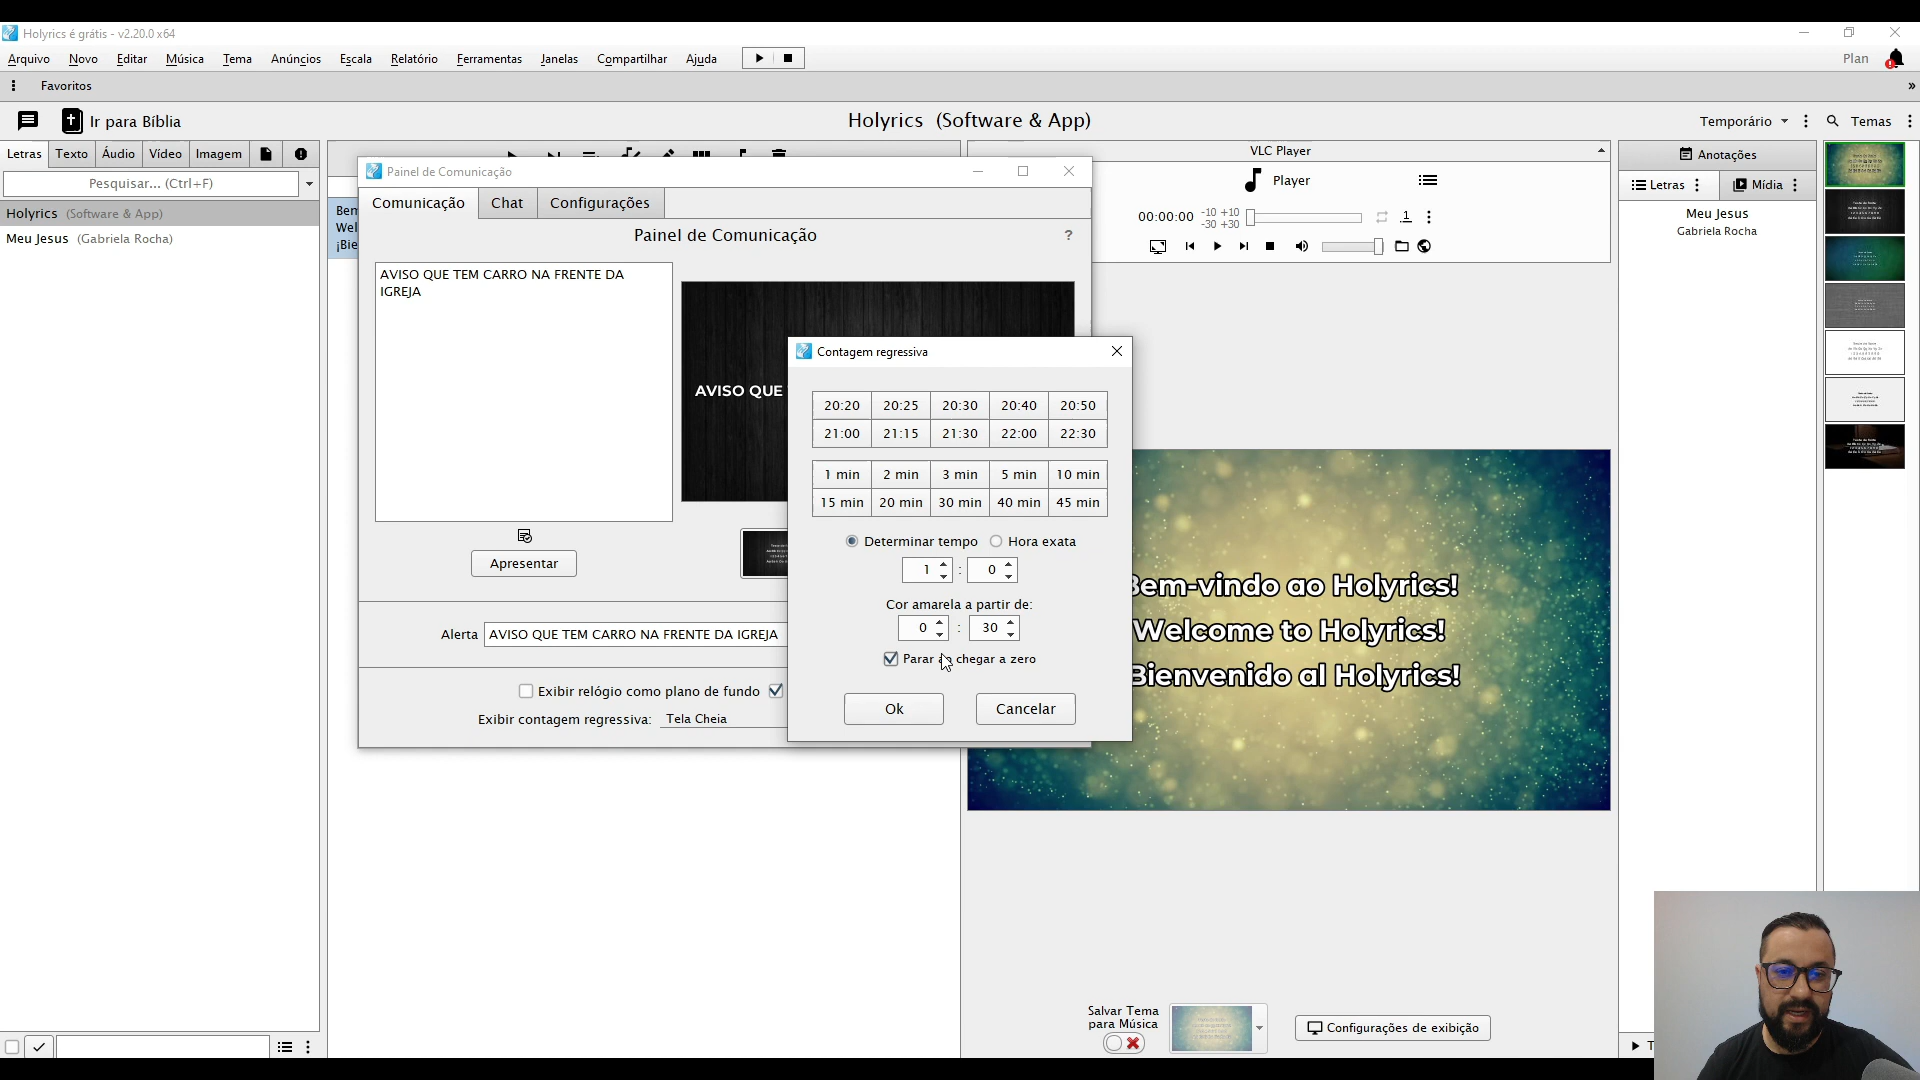 Holyrics é grátis - v2.20.0 x64
Arquivo Novo Editar Música Tema Anúncios Escala Relatório Ferramentas Janelas Compartilhar Ajuda Plan
Favoritos »
Ir para Bíblia Holyrics (Software & App) Temporário Temas
Letras Texto Áudio Vídeo Imagem
Pesquisar... (Ctrl+F)
Holyrics (Software & App)
Meu Jesus (Gabriela Rocha)
Bem
Wel
¡Bie
Painel de Comunicação
Comunicação Chat Configurações
Painel de Comunicação ?
AVISO QUE TEM CARRO NA FRENTE DA
IGREJA
AVISO QUE
Apresentar
Alerta AVISO QUE TEM CARRO NA FRENTE DA IGREJA
Exibir relógio como plano de fundo
Exibir contagem regressiva: Tela Cheia
Contagem regressiva
20:20 20:25 20:30 20:40 20:50
21:00 21:15 21:30 22:00 22:30
1 min 2 min 3 min 5 min 10 min
15 min 20 min 30 min 40 min 45 min
Determinar tempo Hora exata
1 : 0
Cor amarela a partir de:
0 : 30
Parar ao chegar a zero
Ok Cancelar
VLC Player
Player
00:00:00 -10 +10
-30 +30
1
Bem-vindo ao Holyrics!
Welcome to Holyrics!
Bienvenido al Holyrics!
Salvar Tema
para Música
Configurações de exibição
Anotações
Letras Mídia
Meu Jesus
Gabriela Rocha
T